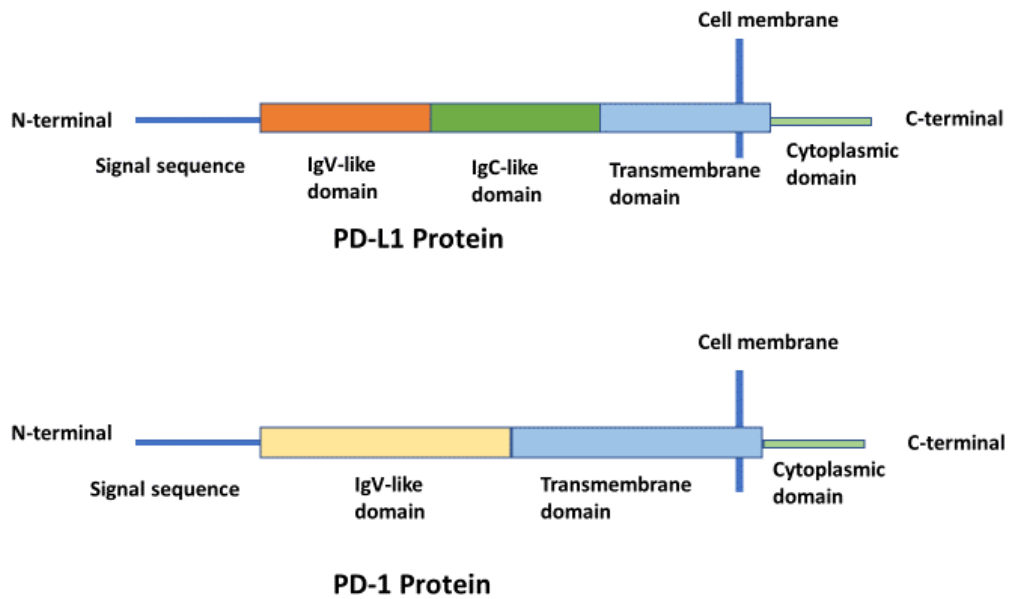 Cell membrane
N-terminal
C-terminal
Signal sequence
IgV-like
domain
IgC-like
domain
Transmembrane
domain
Cytoplasmic
domain
PD-L1 Protein
Cell membrane
N-terminal
C-terminal
Signal sequence
IgV-like
domain
Transmembrane
domain
Cytoplasmic
domain
PD-1 Protein